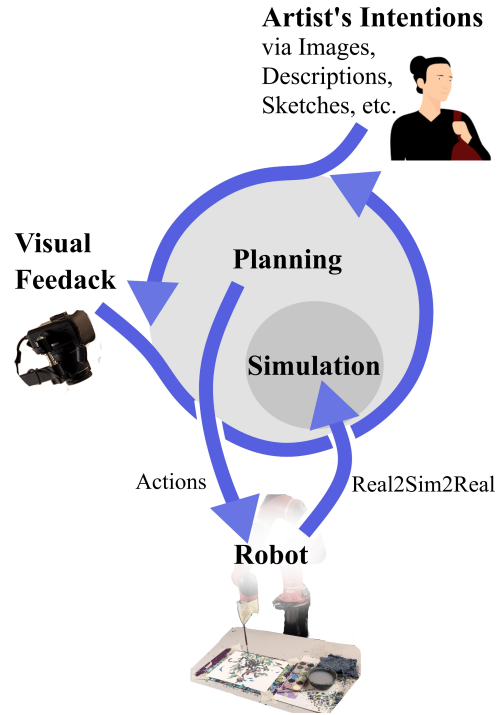 Artist's Intentions
via Images,
Descriptions,
Sketches, etc.
Visual
Feedack
Planning
Simulation
Actions
Real2Sim2Real
Robot